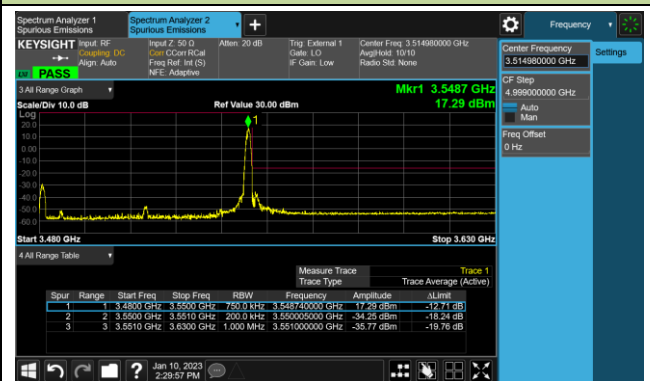 Spectrum Analyzer 1
Spurious Emissions
Spectrum Analyzer 2
Spurious Emissions
Frequency
KEYSIGHT
Input: RF
Coupling: DC
Align: Auto
Input Z: 50 Ω
Corr CCorr RCal
Freq Ref: Int (S)
NFE: Adaptive
Atten: 20 dB
Trig: External 1
Gate: LO
IF Gain: Low
Center Freq: 3.514980000 GHz
Avg|Hold: 10/10
Radio Std: None
PASS
Center Frequency
3.514980000 GHz
Settings
CF Step
4.999000000 GHz
Auto
Man
Freq Offset
0 Hz
3 All Range Graph
Mkr1 3.5487 GHz
17.29 dBm
Scale/Div 10.0 dB
Ref Value 30.00 dBm
Log
20.0
10.0
0.00
-10.0
-20.0
-30.0
-40.0
-50.0
-60.0
1
Start 3.480 GHz
Stop 3.630 GHz
4 All Range Table
Measure Trace Trace 1
Trace Type Trace Average (Active)
Spur Range Start Freq Stop Freq RBW Frequency Amplitude ΔLimit
1 1 3.4800 GHz 3.5500 GHz 750.0 kHz 3.548740000 GHz 17.29 dBm -12.71 dB
2 2 3.5500 GHz 3.5510 GHz 200.0 kHz 3.550005000 GHz -34.25 dBm -18.24 dB
3 3 3.5510 GHz 3.6300 GHz 1.000 MHz 3.551000000 GHz -35.77 dBm -19.76 dB
Jan 10, 2023
2:29:57 PM